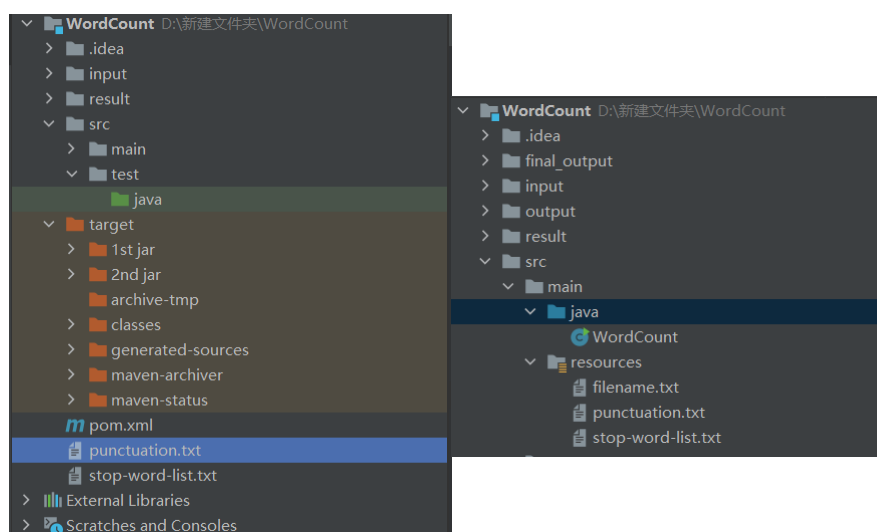 WordCount D:\新建文件夹\WordCount
.idea
input
result
src
main
test
java
target
1st jar
2nd jar
archive-tmp
classes
generated-sources
maven-archiver
maven-status
pom.xml
punctuation.txt
stop-word-list.txt
External Libraries
Scratches and Consoles
WordCount D:\新建文件夹\WordCount
.idea
final_output
input
output
result
src
main
java
WordCount
resources
filename.txt
punctuation.txt
stop-word-list.txt